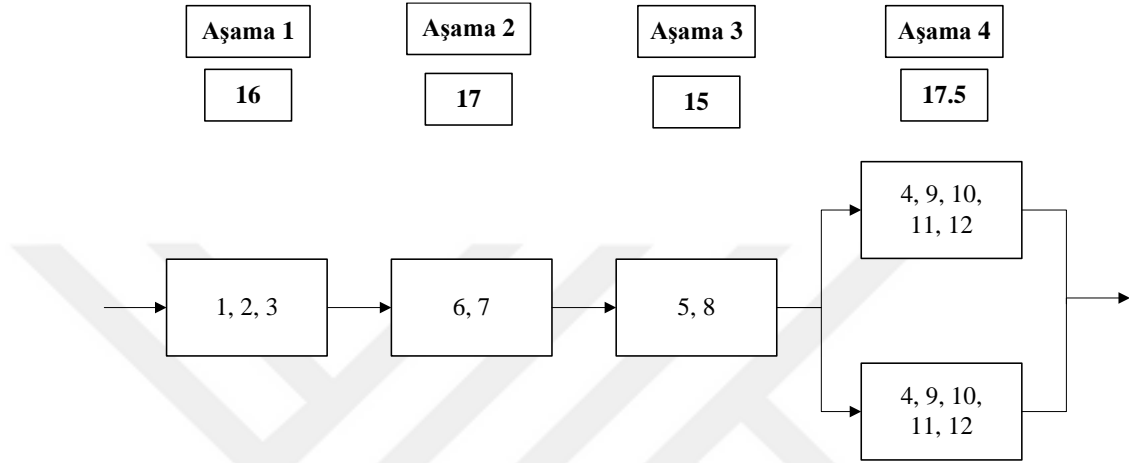 Aşama 1
Aşama 2
Aşama 3
Aşama 4
16
17
15
17.5
1, 2, 3
6, 7
5, 8
4, 9, 10,
11, 12
4, 9, 10,
11, 12